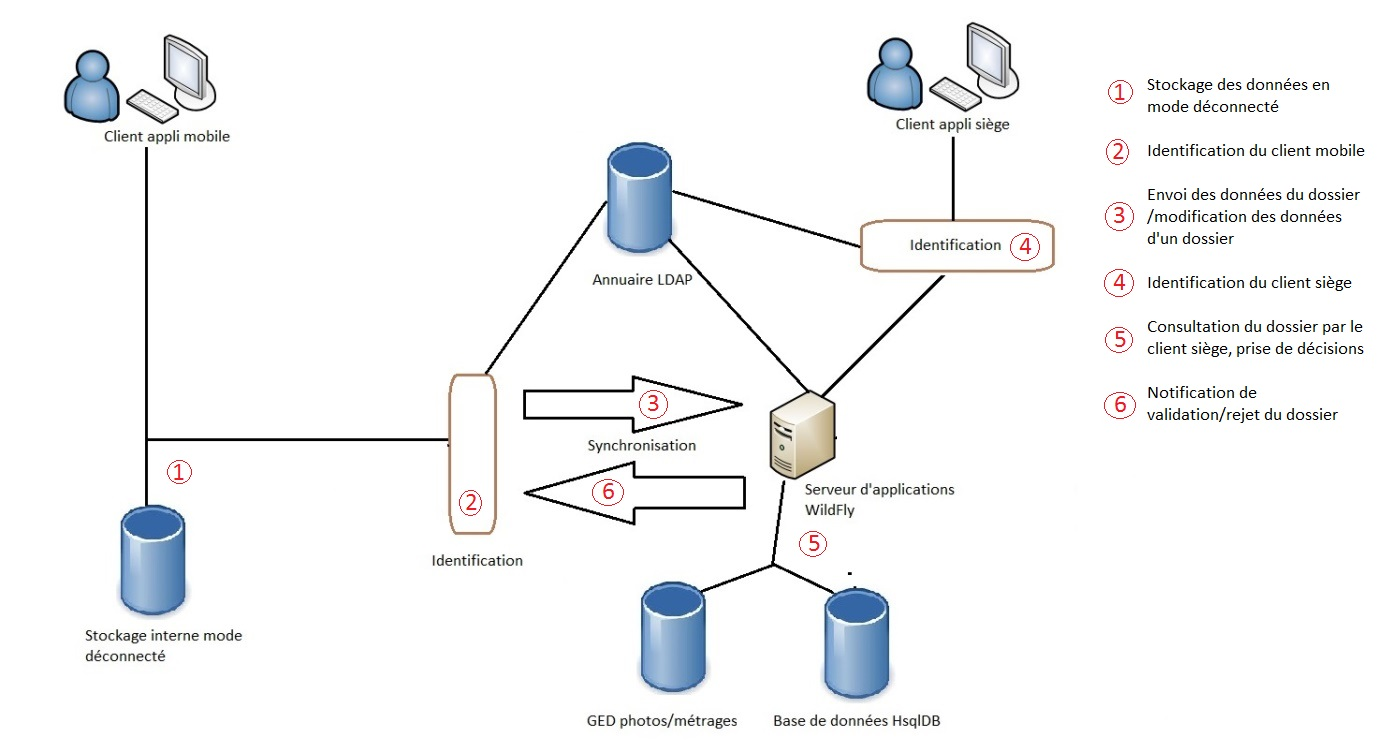 Client appli mobile
Client appli siège
Annuaire LDAP
Identification 4
3
Synchronisation
6
1
2
Identification
Serveur d'applications
WildFly
5
Stockage interne mode
déconnecté
GED photos/métrages
Base de données HsqlDB
1 Stockage des données en
mode déconnecté
2 Identification du client mobile
3 Envoi des données du dossier
/modification des données
d'un dossier
4 Identification du client siège
5 Consultation du dossier par le
client siège, prise de décisions
6 Notification de
validation/rejet du dossier